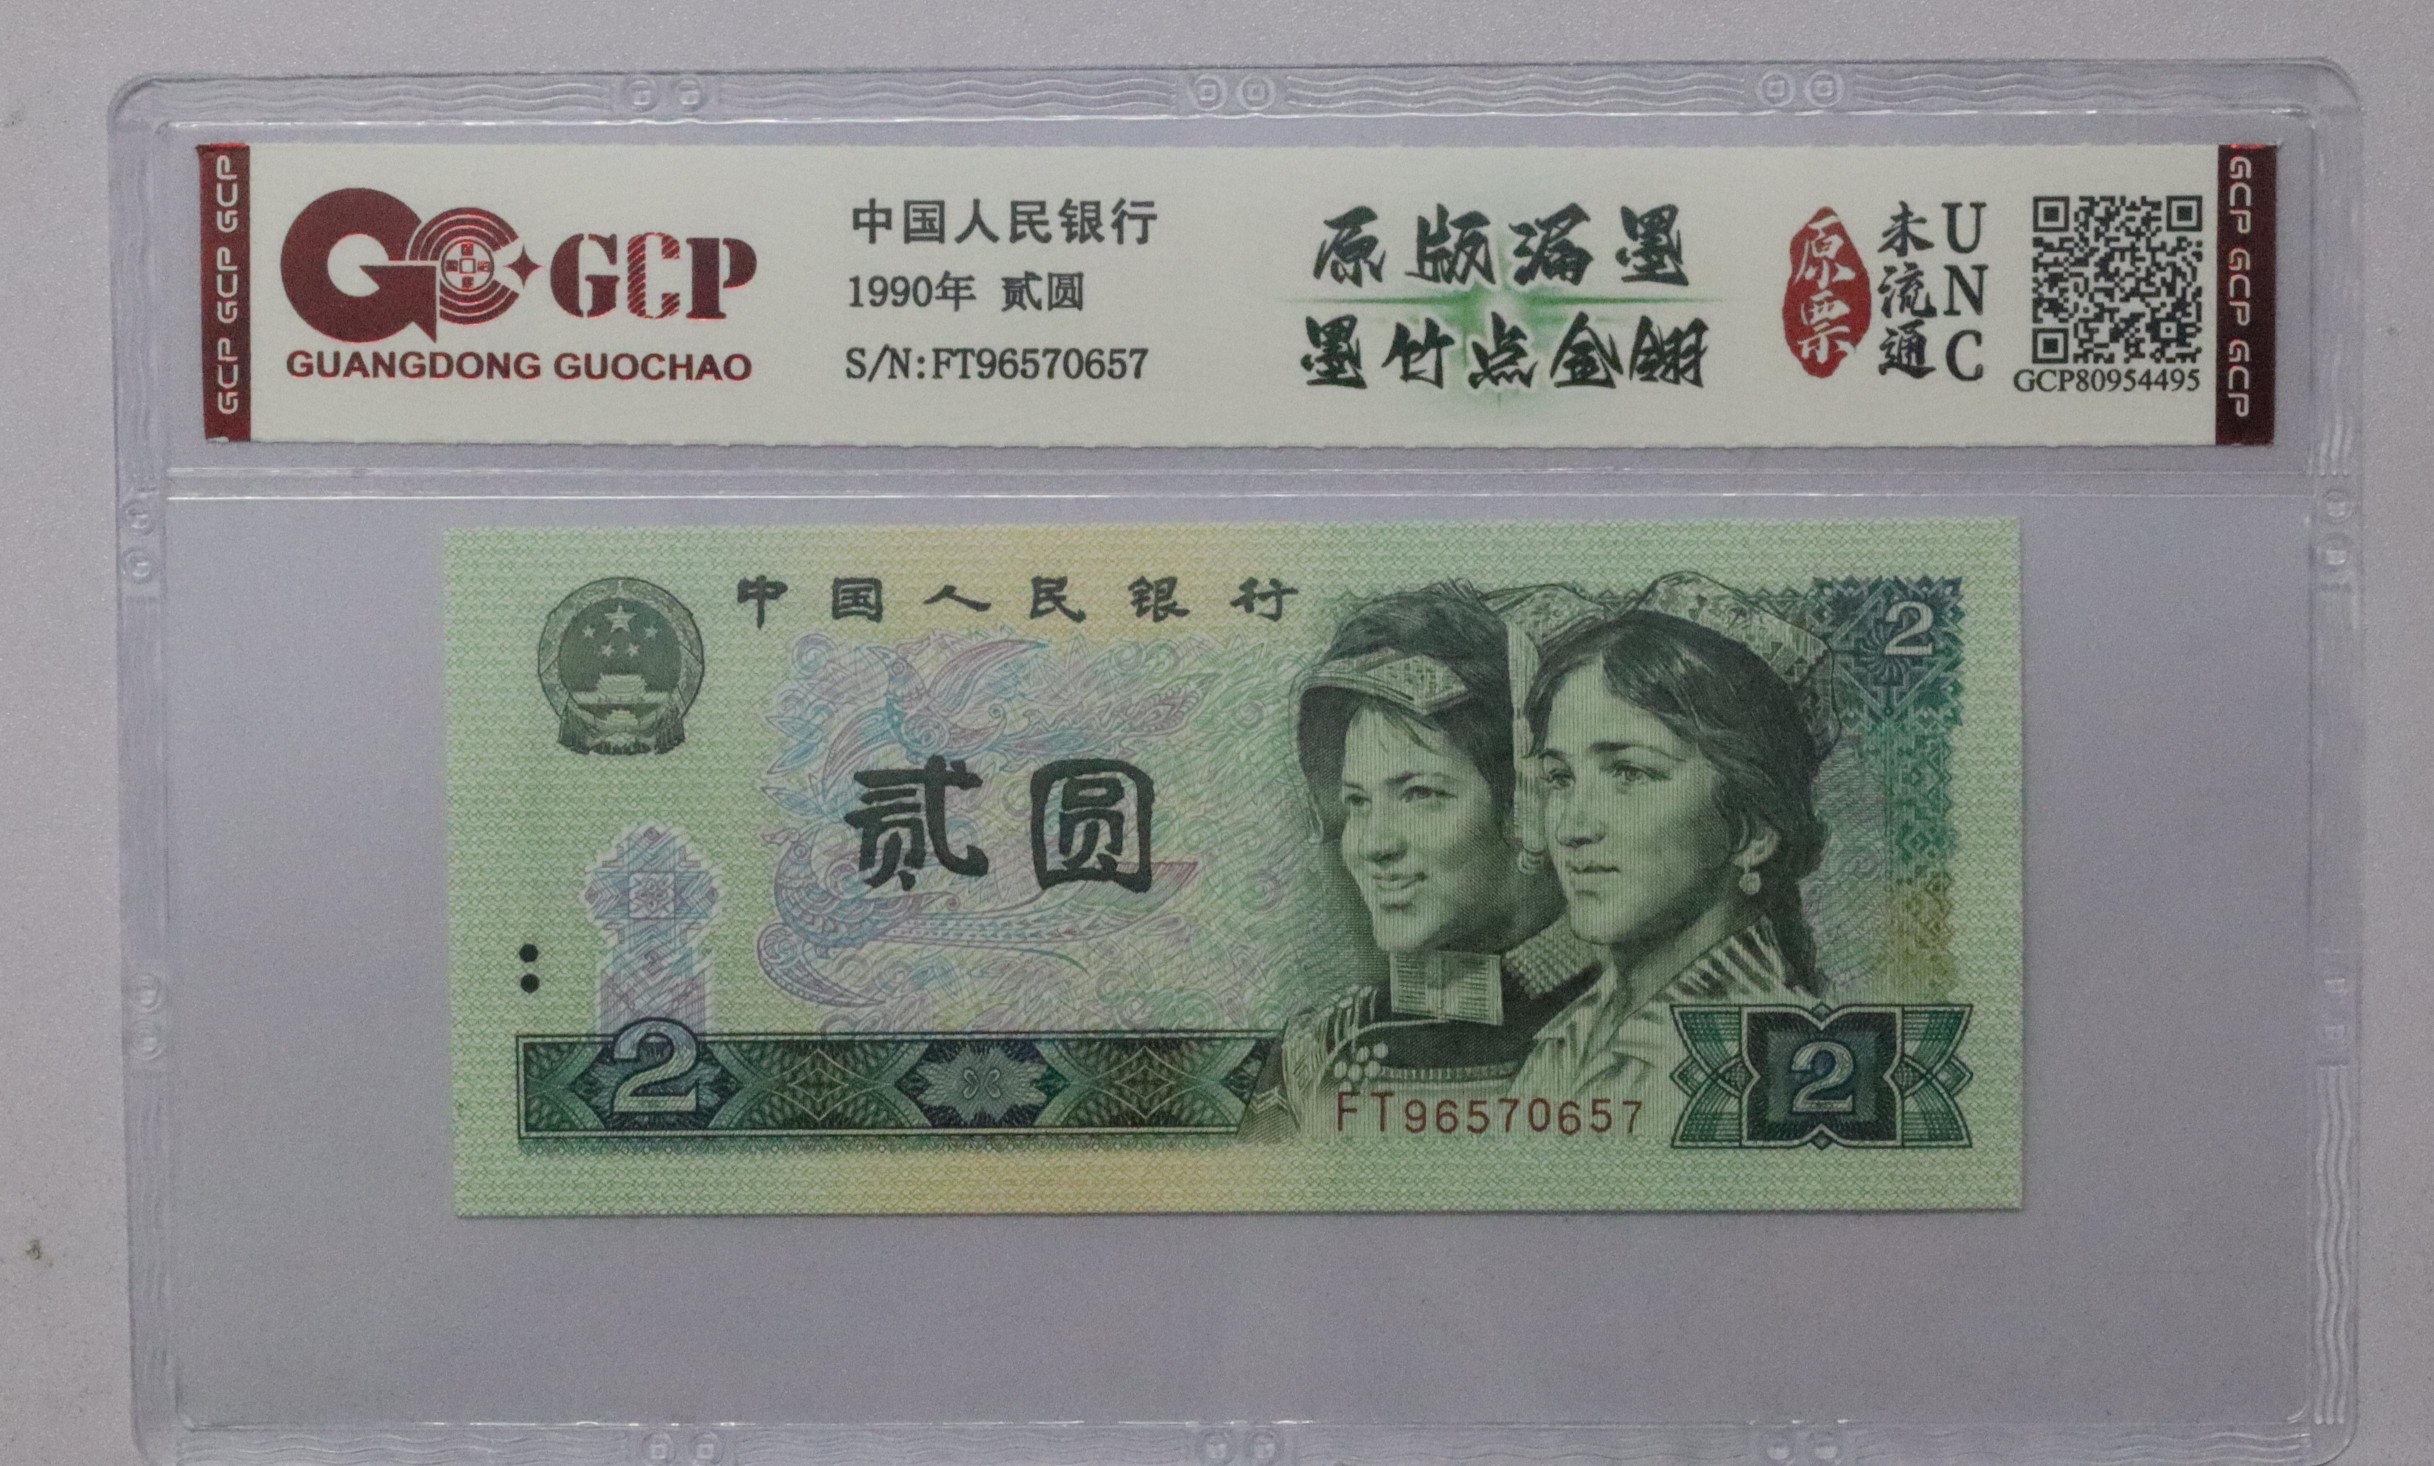 GCP GCP GCP
GCP
GUANGDONG GUOCHAO
中国人民银行
1990年 贰圆
S/N:FT96570657
原版漏墨
墨竹点金翎
原票
未流通
UNC
GCP80954495
GCP GCP GCP
中国人民银行
2
贰圆
2
FT96570657
2